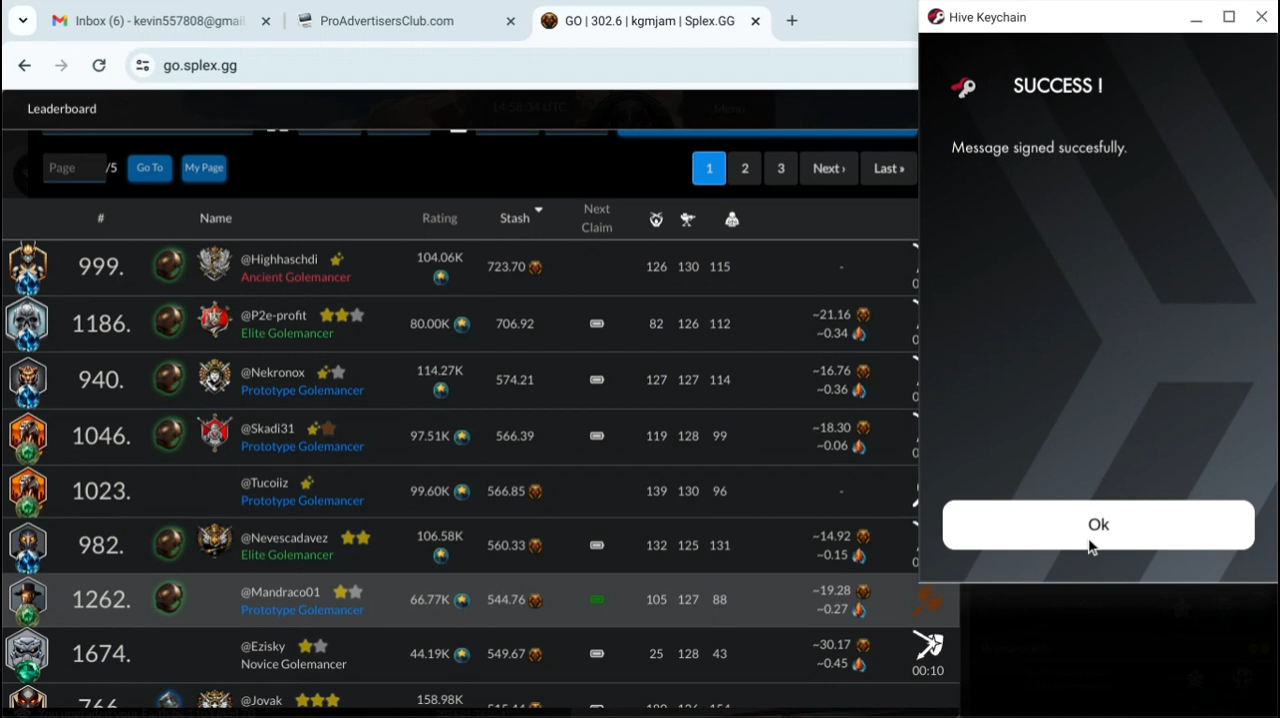 Inbox (6) - kevin557808@gmail
ProAdvertisersClub.com
GO | 302.6 | kgmjam | Splex.GG
Hive Keychain
go.splex.gg
SUCCESS !
Message signed succesfully.
Ok
Leaderboard
14:58:34 UTC
Menu
Page /5 Go To My Page 1 2 3 Next › Last »
# Name Rating Stash Next Claim
999. @Highhaschdi Ancient Golemancer 104.06K 723.70 126 130 115 -
1186. @P2e-profit Elite Golemancer 80.00K 706.92 82 126 112 ~21.16 ~0.34
940. @Nekronox Prototype Golemancer 114.27K 574.21 127 127 114 ~16.76 ~0.36
1046. @Skadi31 Prototype Golemancer 97.51K 566.39 119 128 99 ~18.30 ~0.06
1023. @Tucoiiz Prototype Golemancer 99.60K 566.85 139 130 96 -
982. @Nevescadavez Elite Golemancer 106.58K 560.33 132 125 131 ~14.92 ~0.15
1262. @Mandraco01 Prototype Golemancer 66.77K 544.76 105 127 88 ~19.28 ~0.27
1674. @Ezisky Novice Golemancer 44.19K 549.67 25 128 43 ~30.17 ~0.45 00:10
@Jovak 158.98K